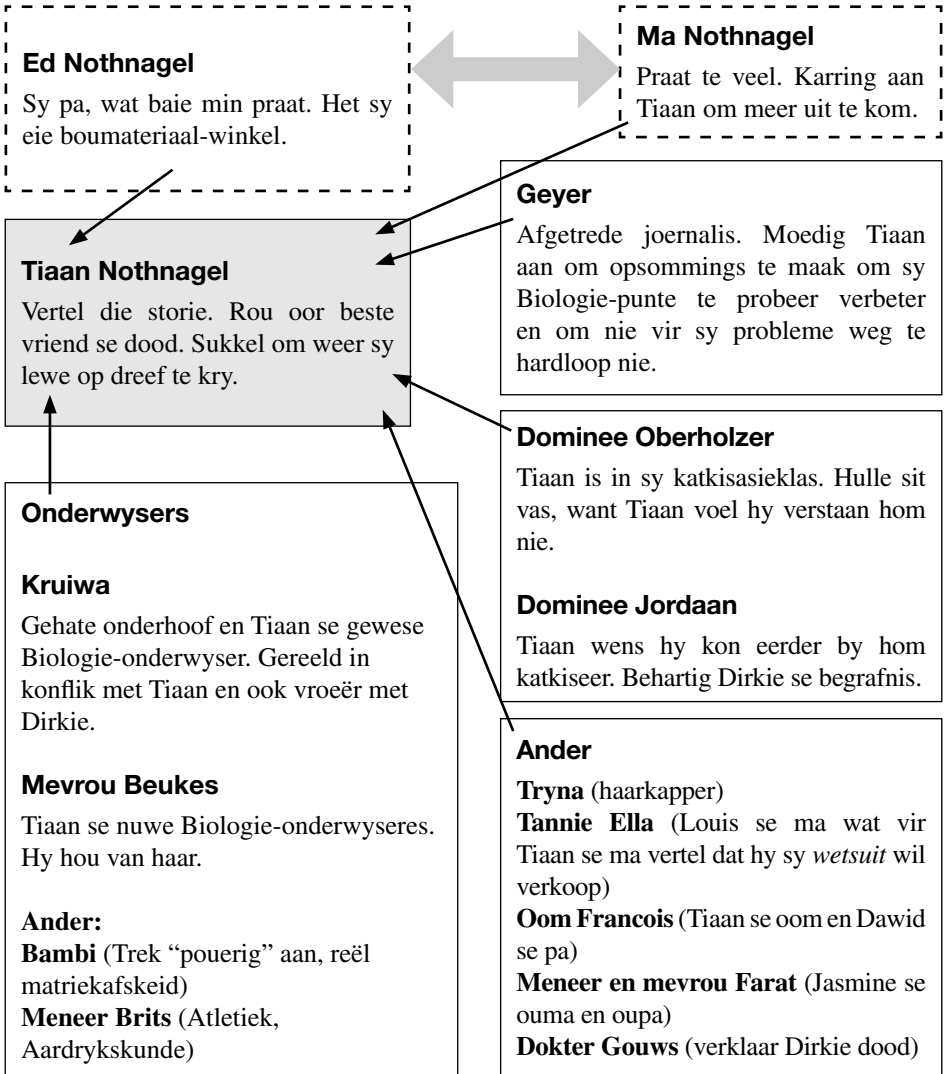 Ed Nothnagel
Sy pa, wat baie min praat. Het sy
eie boumateriaal-winkel.
Ma Nothnagel
Praat te veel. Karring aan
Tiaan om meer uit te kom.
Tiaan Nothnagel
Vertel die storie. Rou oor beste
vriend se dood. Sukkel om weer sy
lewe op dreef te kry.
Geyer
Afgetrede joernalis. Moedig Tiaan
aan om opsommings te maak om sy
Biologie-punte te probeer verbeter
en om nie vir sy probleme weg te
hardloop nie.
Dominee Oberholzer
Tiaan is in sy katkisasieklas. Hulle sit
vas, want Tiaan voel hy verstaan hom
nie.
Dominee Jordaan
Tiaan wens hy kon eerder by hom
katkiseer. Behartig Dirkie se begrafnis.
Onderwysers
Kruiwa
Gehate onderhoof en Tiaan se gewese
Biologie-onderwyser. Gereeld in
konflik met Tiaan en ook vroeër met
Dirkie.
Mevrou Beukes
Tiaan se nuwe Biologie-onderwyseres.
Hy hou van haar.
Ander:
Bambi (Trek “pouerig” aan, reël
matriekafskeid)
Meneer Brits (Atletiek,
Aardrykskunde)
Ander
Tryna (haarkapper)
Tannie Ella (Louis se ma wat vir
Tiaan se ma vertel dat hy sy wetsuit wil
verkoop)
Oom Francois (Tiaan se oom en Dawid
se pa)
Meneer en mevrou Farat (Jasmine se
ouma en oupa)
Dokter Gouws (verklaar Dirkie dood)